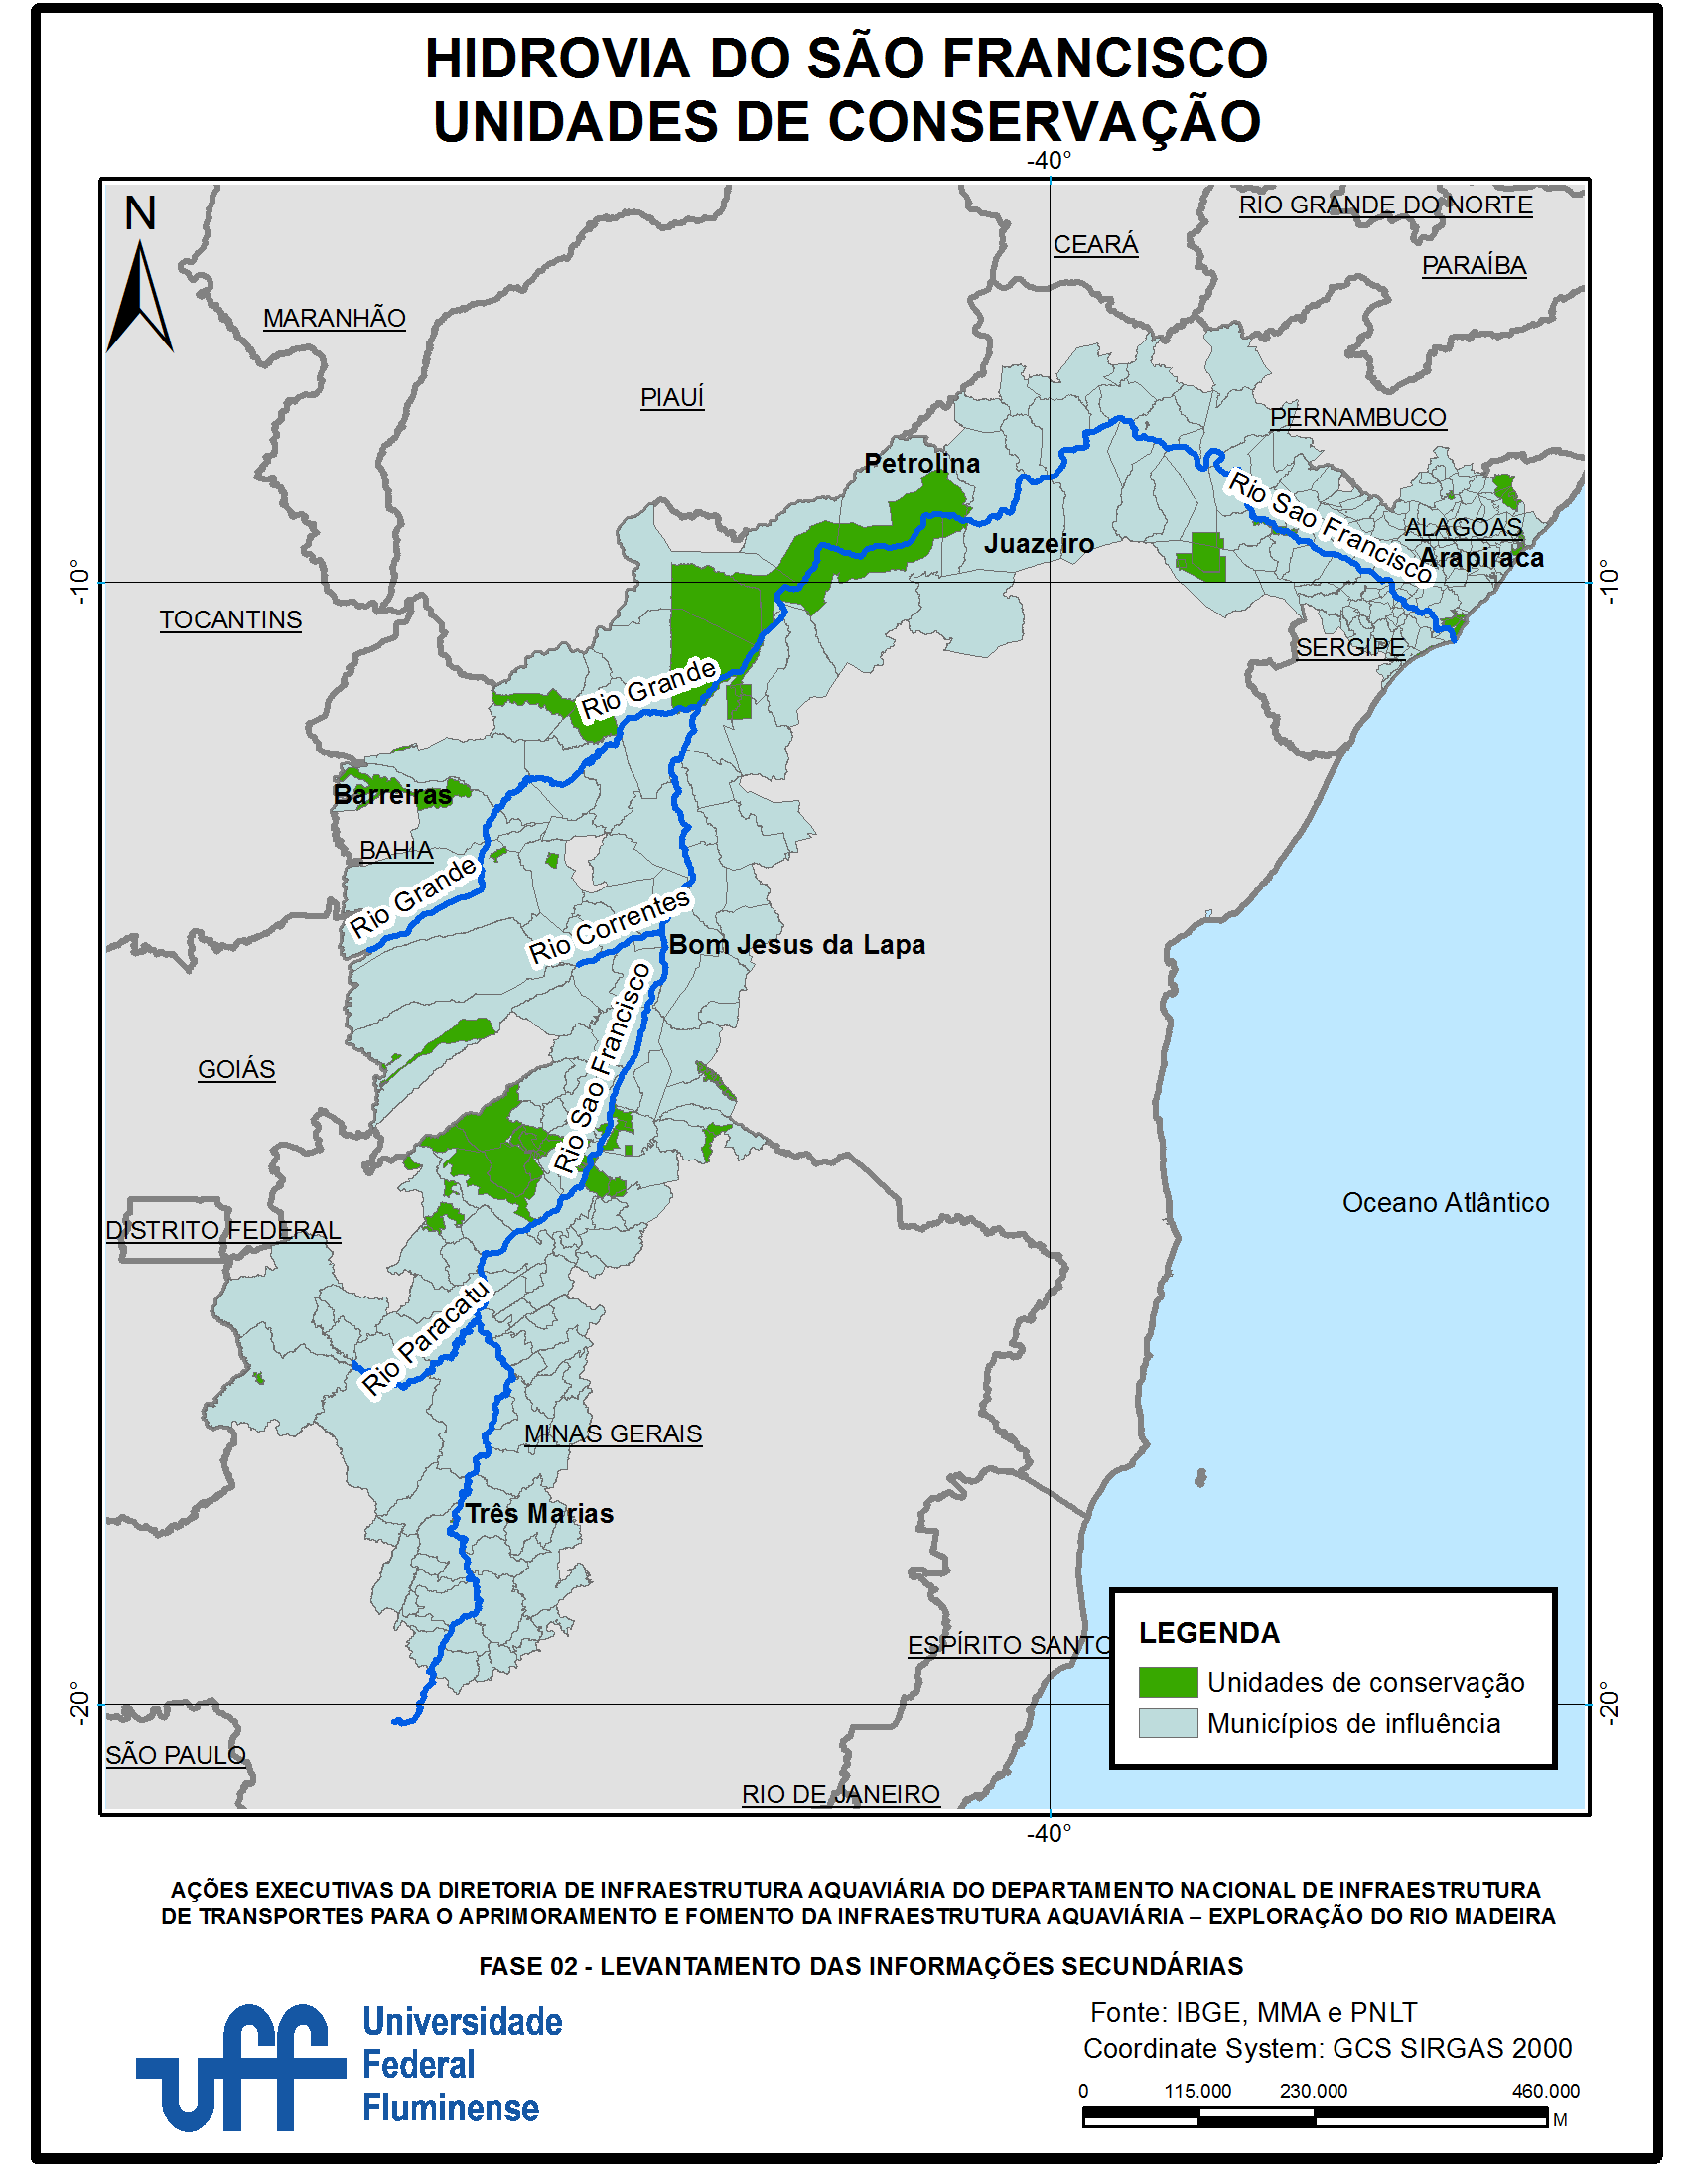 HIDROVIA DO SÃO FRANCISCO
UNIDADES DE CONSERVAÇÃO
-40°
N
RIO GRANDE DO NORTE
CEARÁ
PARAÍBA
MARANHÃO
PIAUÍ
PERNAMBUCO
Petrolina
Rio Sao Francisco
ALAGOAS
Juazeiro
Arapiraca
-10°
-10°
TOCANTINS
SERGIPE
Rio Grande
Barreiras
BAHIA
Rio Grande
Rio Correntes
Bom Jesus da Lapa
Rio Sao Francisco
GOIÁS
Oceano Atlântico
DISTRITO FEDERAL
Rio Paracatu
MINAS GERAIS
Três Marias
ESPÍRITO SANTO
LEGENDA
Unidades de conservação
Municípios de influência
-20°
-20°
SÃO PAULO
RIO DE JANEIRO
-40°
AÇÕES EXECUTIVAS DA DIRETORIA DE INFRAESTRUTURA AQUAVIÁRIA DO DEPARTAMENTO NACIONAL DE INFRAESTRUTURA
DE TRANSPORTES PARA O APRIMORAMENTO E FOMENTO DA INFRAESTRUTURA AQUAVIÁRIA – EXPLORAÇÃO DO RIO MADEIRA
FASE 02 - LEVANTAMENTO DAS INFORMAÇÕES SECUNDÁRIAS
uff
Universidade
Federal
Fluminense
Fonte: IBGE, MMA e PNLT
Coordinate System: GCS SIRGAS 2000
0 115.000 230.000 460.000
M